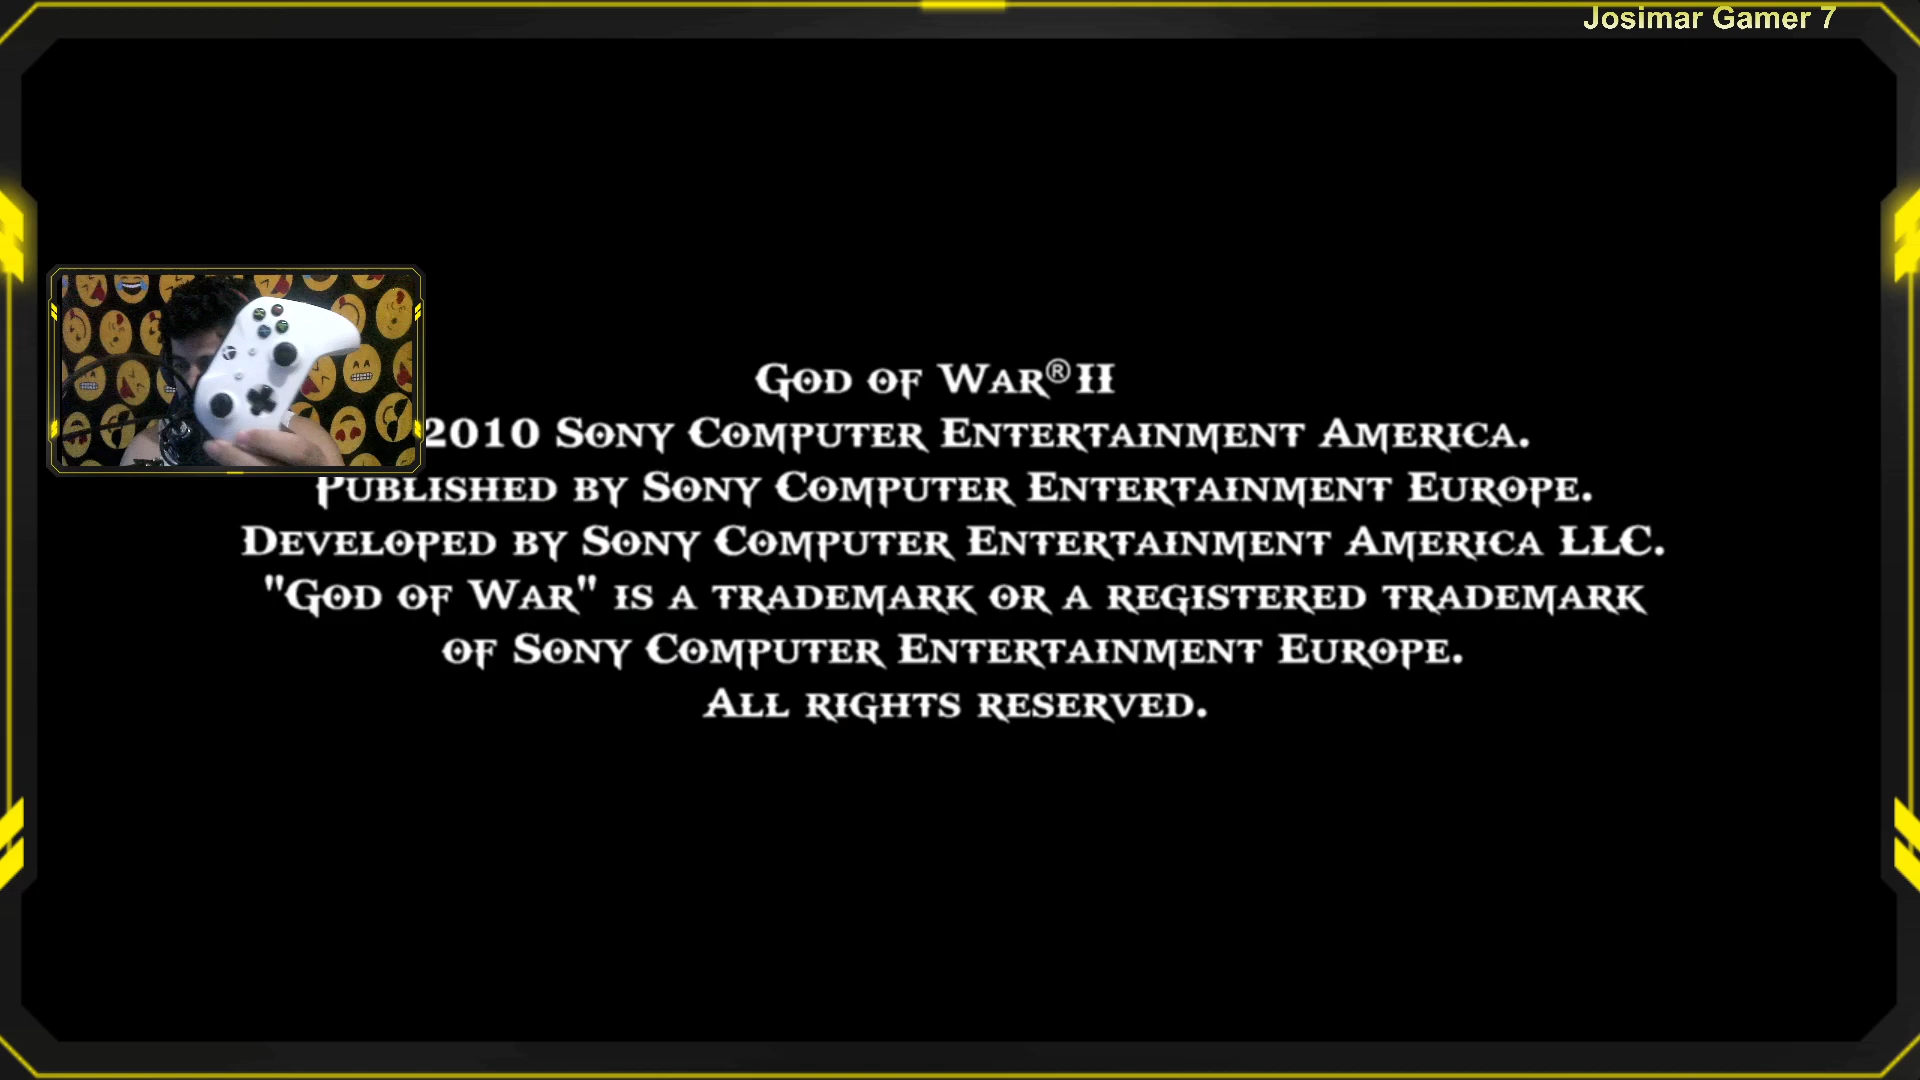 Josimar Gamer 7
God of War®II
2010 Sony Computer Entertainment America.
Published by Sony Computer Entertainment Europe.
Developed by Sony Computer Entertainment America LLC.
"God of War" is a trademark or a registered trademark
of Sony Computer Entertainment Europe.
All rights reserved.